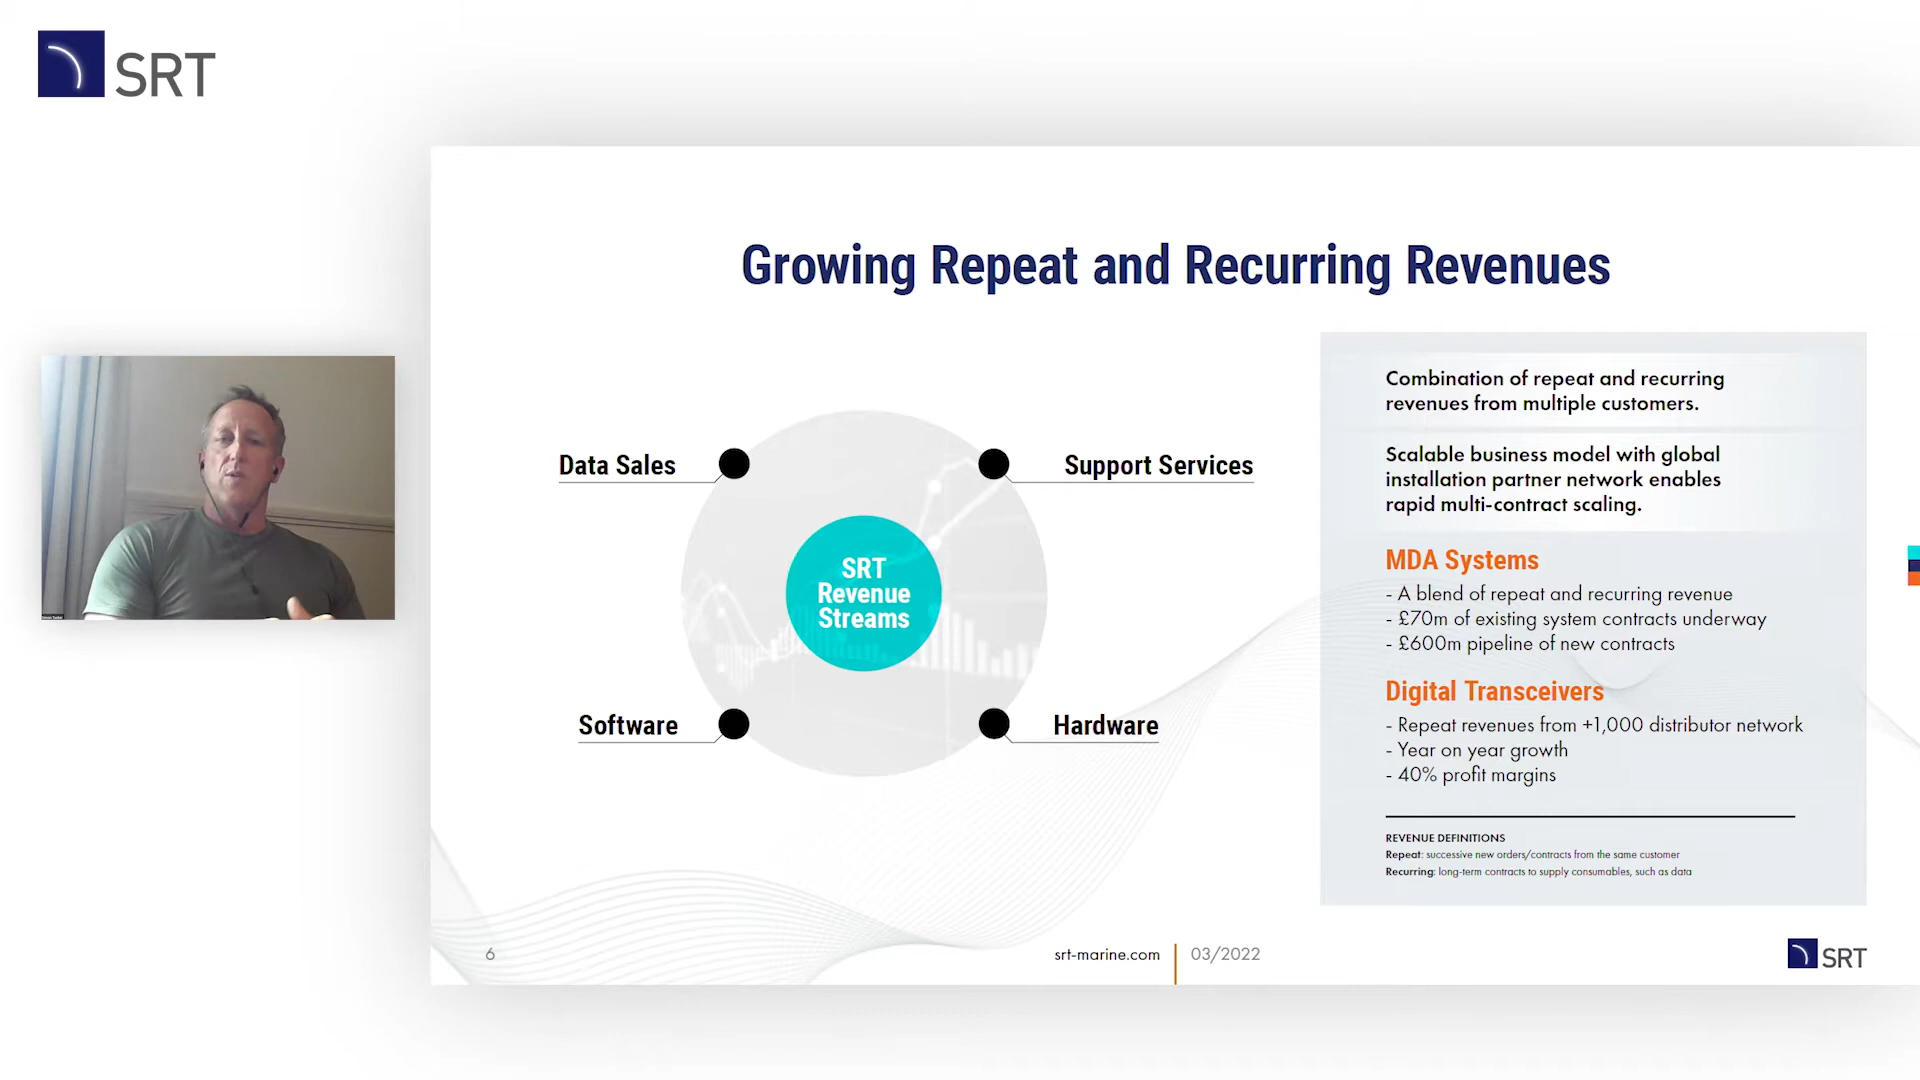 SRT
Growing Repeat and Recurring Revenues
Data Sales
Support Services
SRT
Revenue
Streams
Software
Hardware
Combination of repeat and recurring
revenues from multiple customers.
Scalable business model with global
installation partner network enables
rapid multi-contract scaling.
MDA Systems
- A blend of repeat and recurring revenue
- £70m of existing system contracts underway
- £600m pipeline of new contracts
Digital Transceivers
- Repeat revenues from +1,000 distributor network
- Year on year growth
- 40% profit margins
REVENUE DEFINITIONS
Repeat: successive new orders/contracts from the same customer
Recurring: long-term contracts to supply consumables, such as data
6
srt-marine.com
03/2022
SRT